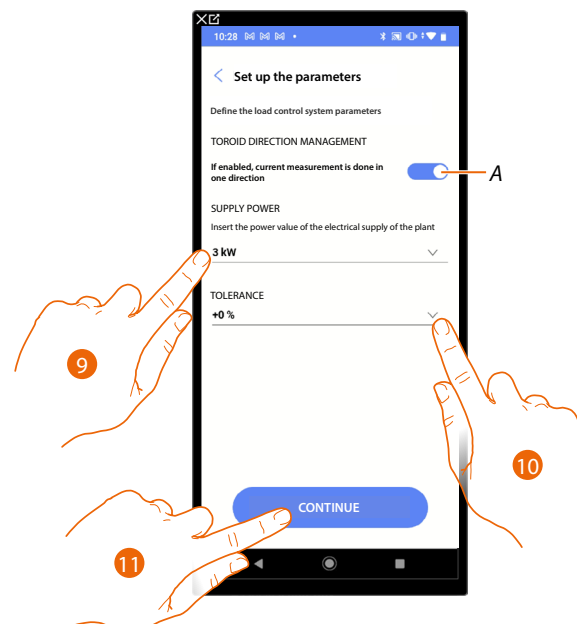 10:28
Set up the parameters
Define the load control system parameters
TOROID DIRECTION MANAGEMENT
If enabled, current measurement is done in
one direction
A
SUPPLY POWER
Insert the power value of the electrical supply of the plant
3 kW
TOLERANCE
+0 %
9
10
CONTINUE
11